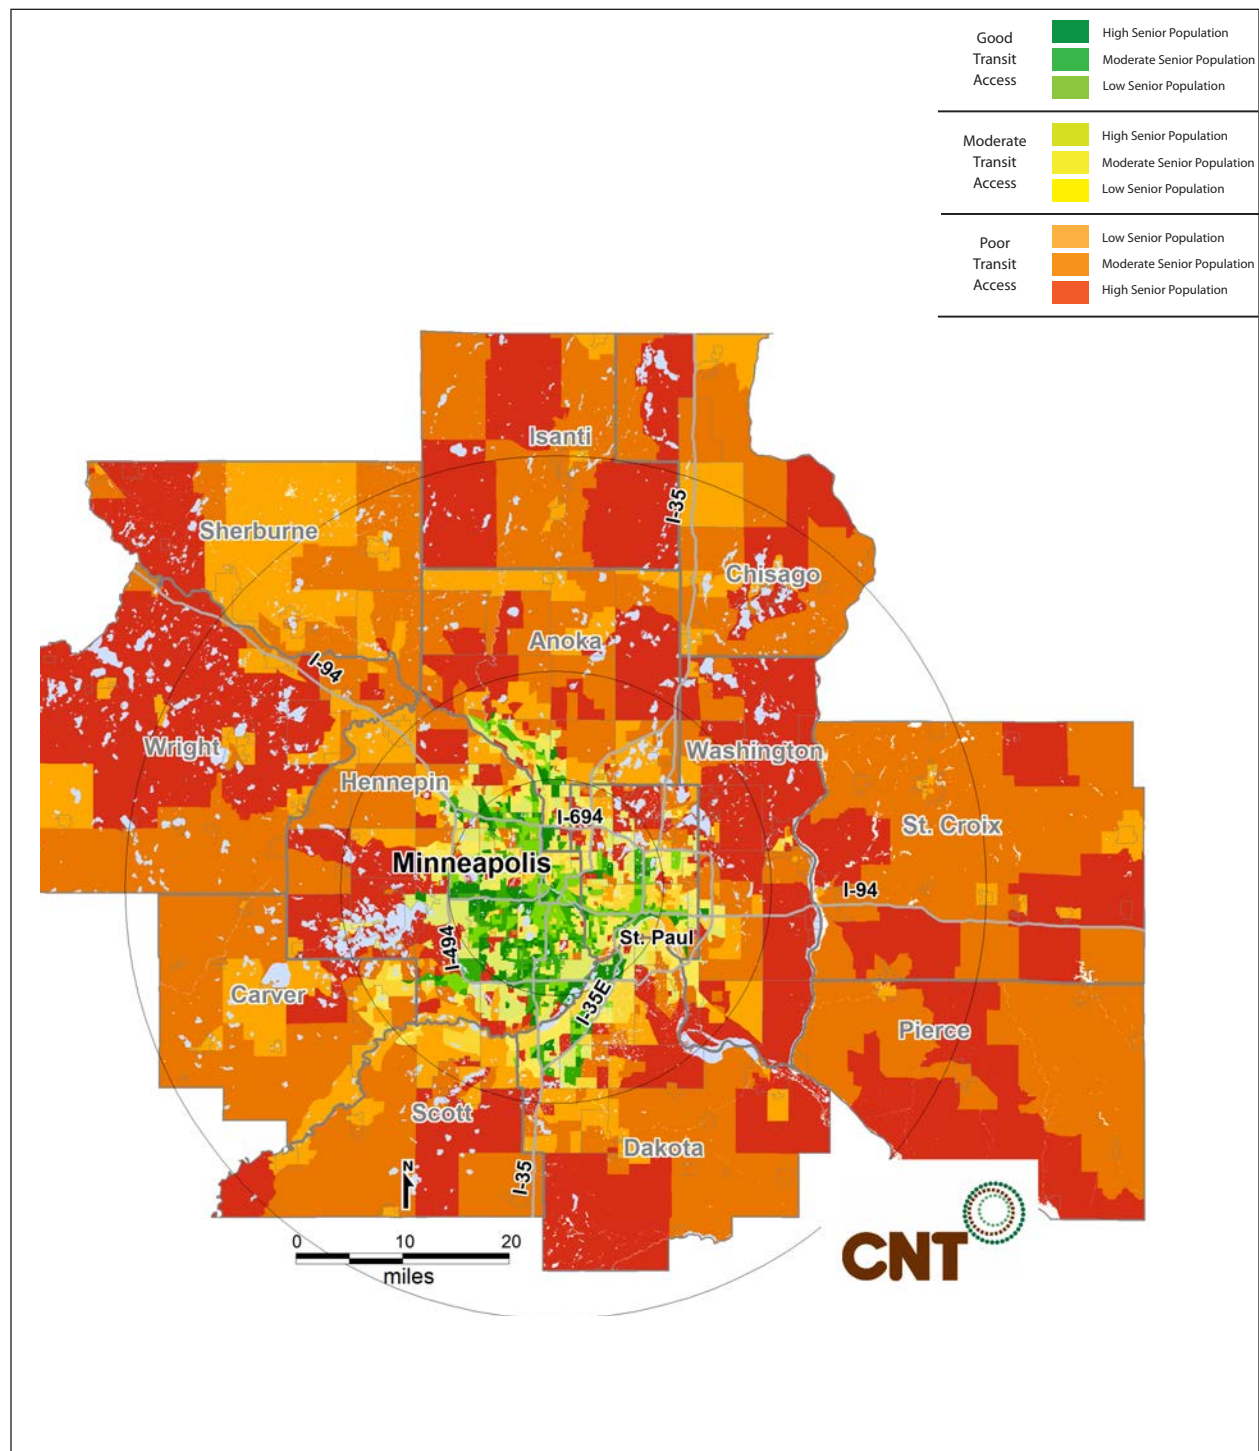 Good
Transit
Access
High Senior Population
Moderate Senior Population
Low Senior Population
Moderate
Transit
Access
High Senior Population
Moderate Senior Population
Low Senior Population
Poor
Transit
Access
Low Senior Population
Moderate Senior Population
High Senior Population
Isanti
I-35
Sherburne
Chisago
Anoka
I-94
Wright
Washington
Hennepin
I-694
St. Croix
Minneapolis
I-94
St. Paul
I-494
Carver
I-35E
Pierce
Scott
Dakota
N
I-35
0 10 20
miles
CNT